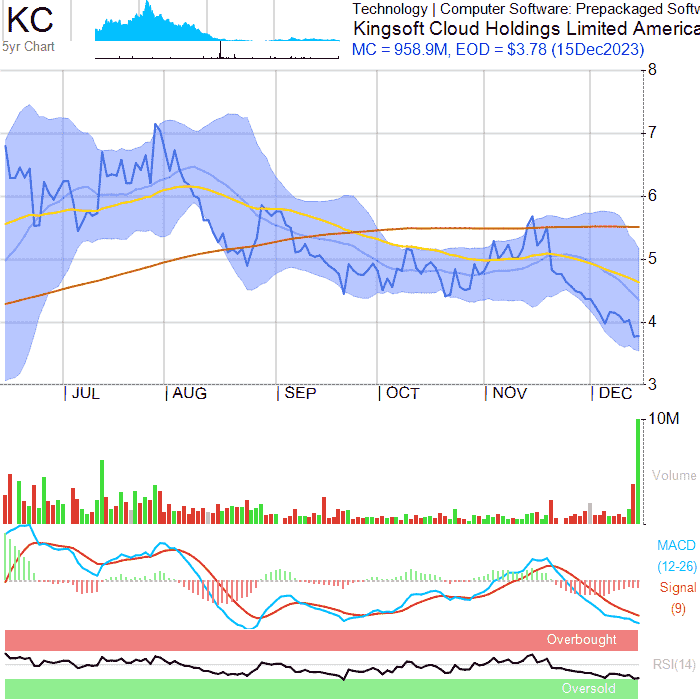 KC
5yr Chart
Technology | Computer Software: Prepackaged Softw
Kingsoft Cloud Holdings Limited America
MC = 958.9M, EOD = $3.78 (15Dec2023)
8
7
6
5
4
3
JUL
AUG
SEP
OCT
NOV
DEC
10M
Volume
MACD
(12-26)
Signal
(9)
Overbought
RSI(14)
Oversold